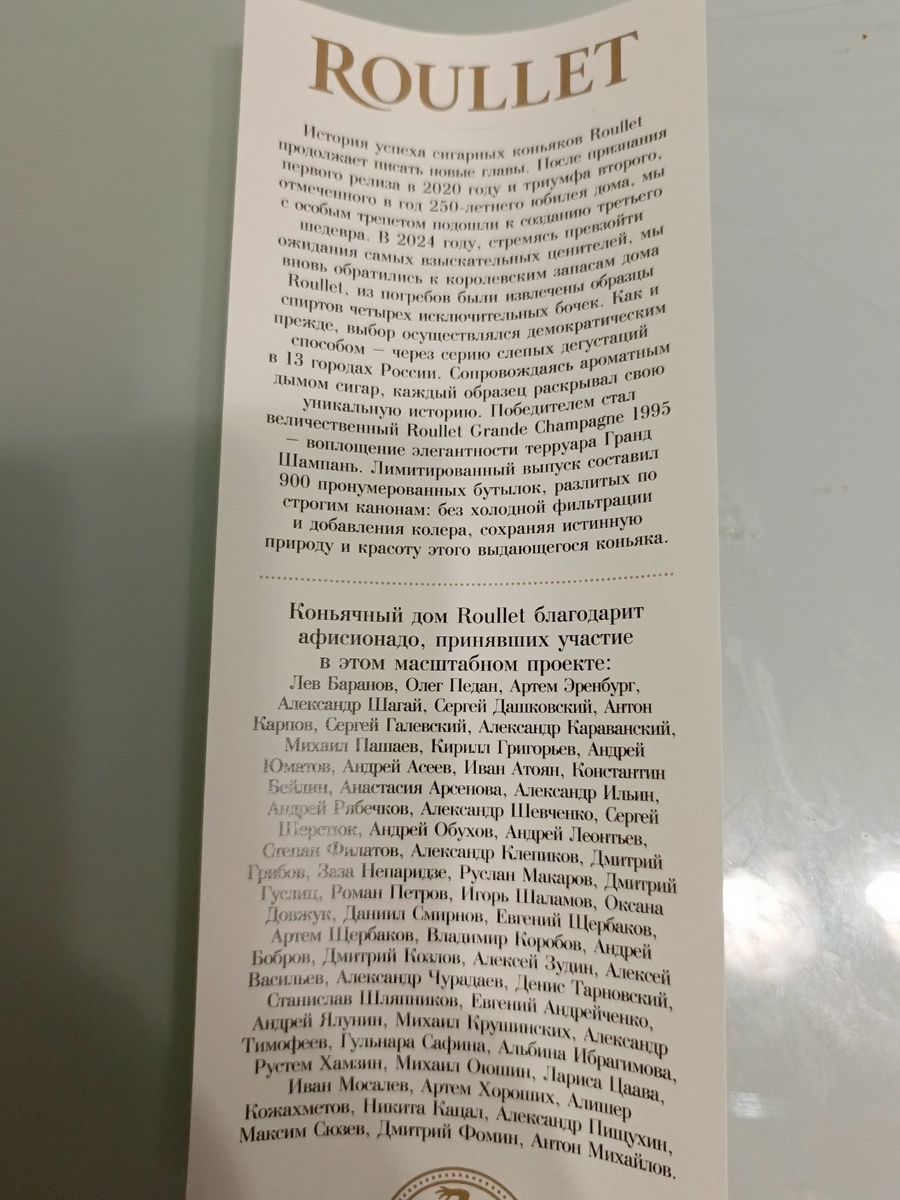 ROULLET
История успеха сигарных коньяков Roullet
продолжает писать новые главы. После признания
первого релиза в 2020 году и триумфа второго,
отмеченного в год 250-летнего юбилея дома, мы
с особым трепетом подошли к созданию третьего
шедевра. В 2024 году, стремясь превзойти
ожидания самых взыскательных ценителей, мы
вновь обратились к королевским запасам дома
Roullet, из погребов были извлечены образцы
спиртов четырех исключительных бочек. Как и
прежде, выбор осуществлялся демократическим
способом — через серию слепых дегустаций
в 13 городах России. Сопровождаясь ароматным
дымом сигар, каждый образец раскрывал свою
уникальную историю. Победителем стал
величественный Roullet Grande Champagne 1995
— воплощение элегантности терруара Гранд
Шампань. Лимитированный выпуск составил
900 пронумерованных бутылок, разлитых по
строгим канонам: без холодной фильтрации
и добавления колера, сохраняя истинную
природу и красоту этого выдающегося коньяка.
Коньячный дом Roullet благодарит
афисионадо, принявших участие
в этом масштабном проекте:
Лев Баранов, Олег Педан, Артем Эренбург,
Александр Шагай, Сергей Дашковский, Антон
Карпов, Сергей Галевский, Александр Караванский,
Михаил Пашаев, Кирилл Григорьев, Андрей
Юматов, Андрей Асеев, Иван Атоян, Константин
Бейлин, Анастасия Арсенова, Александр Ильин,
Андрей Рябечков, Александр Шевченко, Сергей
Шерстюк, Андрей Обухов, Андрей Леонтьев,
Степан Филатов, Александр Клепиков, Дмитрий
Грибов, Заза Непаридзе, Руслан Макаров, Дмитрий
Гуслиц, Роман Петров, Игорь Шаламов, Оксана
Довжук, Даниил Смирнов, Евгений Щербаков,
Артем Щербаков, Владимир Коробов, Андрей
Бобров, Дмитрий Козлов, Алексей Зудин, Алексей
Васильев, Александр Чурадаев, Денис Тарновский,
Станислав Шляпников, Евгений Андрейченко,
Андрей Ялунин, Михаил Крушинских, Александр
Тимофеев, Гульнара Сафина, Альбина Ибрагимова,
Рустем Хамзин, Михаил Оюшин, Лариса Цаава,
Иван Мосалев, Артем Хороших, Алишер
Кожахметов, Никита Кацал, Александр Пищухин,
Максим Сюзев, Дмитрий Фомин, Антон Михайлов.